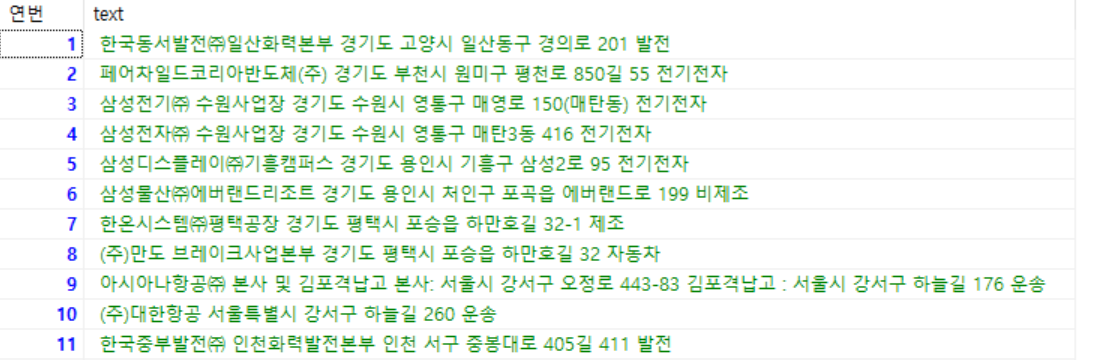 연번 text
1 한국동서발전㈜일산화력본부 경기도 고양시 일산동구 경의로 201 발전
2 페어차일드코리아반도체(주) 경기도 부천시 원미구 평천로 850길 55 전기전자
3 삼성전기㈜ 수원사업장 경기도 수원시 영통구 매영로 150(매탄동) 전기전자
4 삼성전자㈜ 수원사업장 경기도 수원시 영통구 매탄3동 416 전기전자
5 삼성디스플레이㈜기흥캠퍼스 경기도 용인시 기흥구 삼성2로 95 전기전자
6 삼성물산㈜에버랜드리조트 경기도 용인시 처인구 포곡읍 에버랜드로 199 비제조
7 한온시스템㈜평택공장 경기도 평택시 포승읍 하만호길 32-1 제조
8 (주)만도 브레이크사업본부 경기도 평택시 포승읍 하만호길 32 자동차
9 아시아나항공㈜ 본사 및 김포격납고 본사: 서울시 강서구 오정로 443-83 김포격납고 : 서울시 강서구 하늘길 176 운송
10 (주)대한항공 서울특별시 강서구 하늘길 260 운송
11 한국중부발전㈜ 인천화력발전본부 인천 서구 중봉대로 405길 411 발전